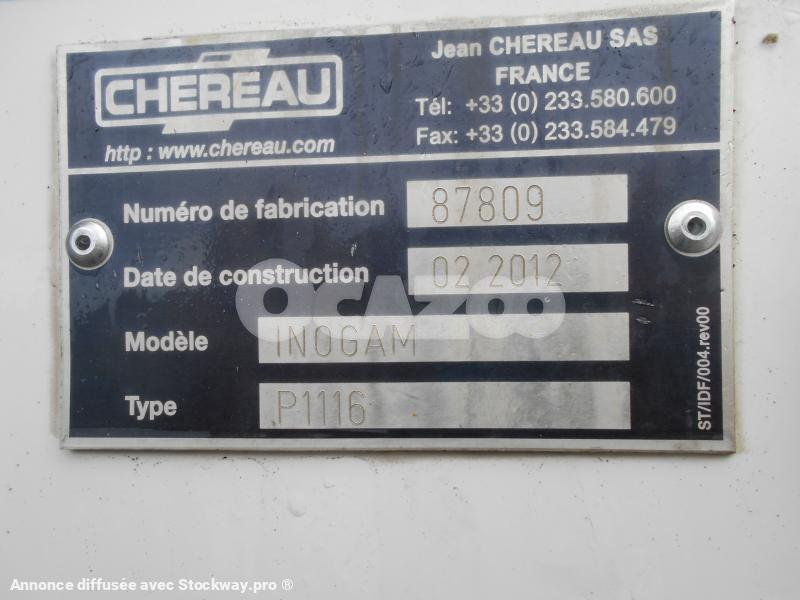 CHEREAU
http : www.chereau.com
Jean CHEREAU SAS
FRANCE
Tél: +33 (0) 233.580.600
Fax: +33 (0) 233.584.479
Numéro de fabrication 87809
Date de construction 02 2012
Modèle INOGAM
Type P1116
ST/IDF/004.rev00
OCAZOO
Annonce diffusée avec Stockway.pro ®